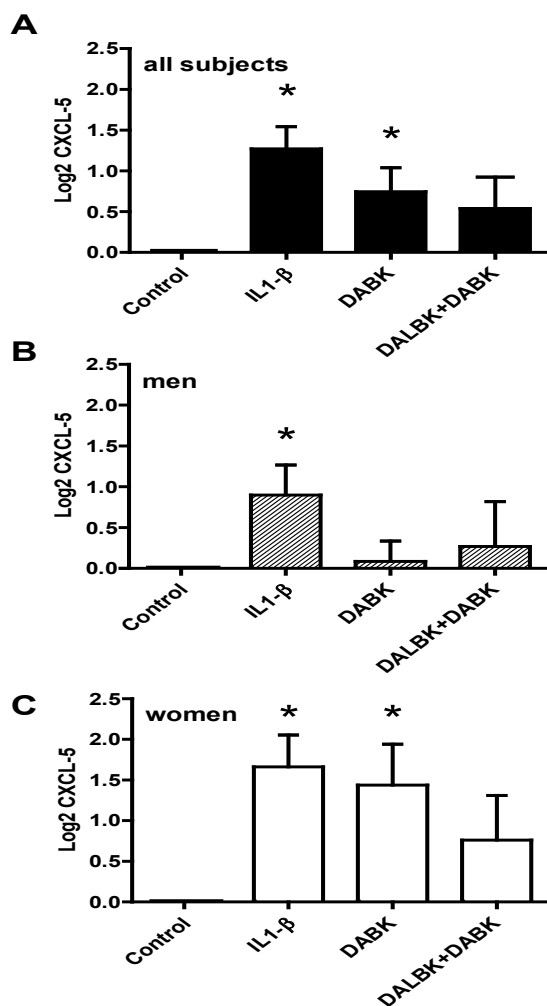 A
all subjects
Log2 CXCL-5
2.5
2.0
1.5
1.0
0.5
0.0
*
*
Control
IL1-β
DABK
DALBK+DABK
B
men
Log2 CXCL-5
2.5
2.0
1.5
1.0
0.5
0.0
*
Control
IL1-β
DABK
DALBK+DABK
C
women
Log2 CXCL-5
2.5
2.0
1.5
1.0
0.5
0.0
*
*
Control
IL1-β
DABK
DALBK+DABK